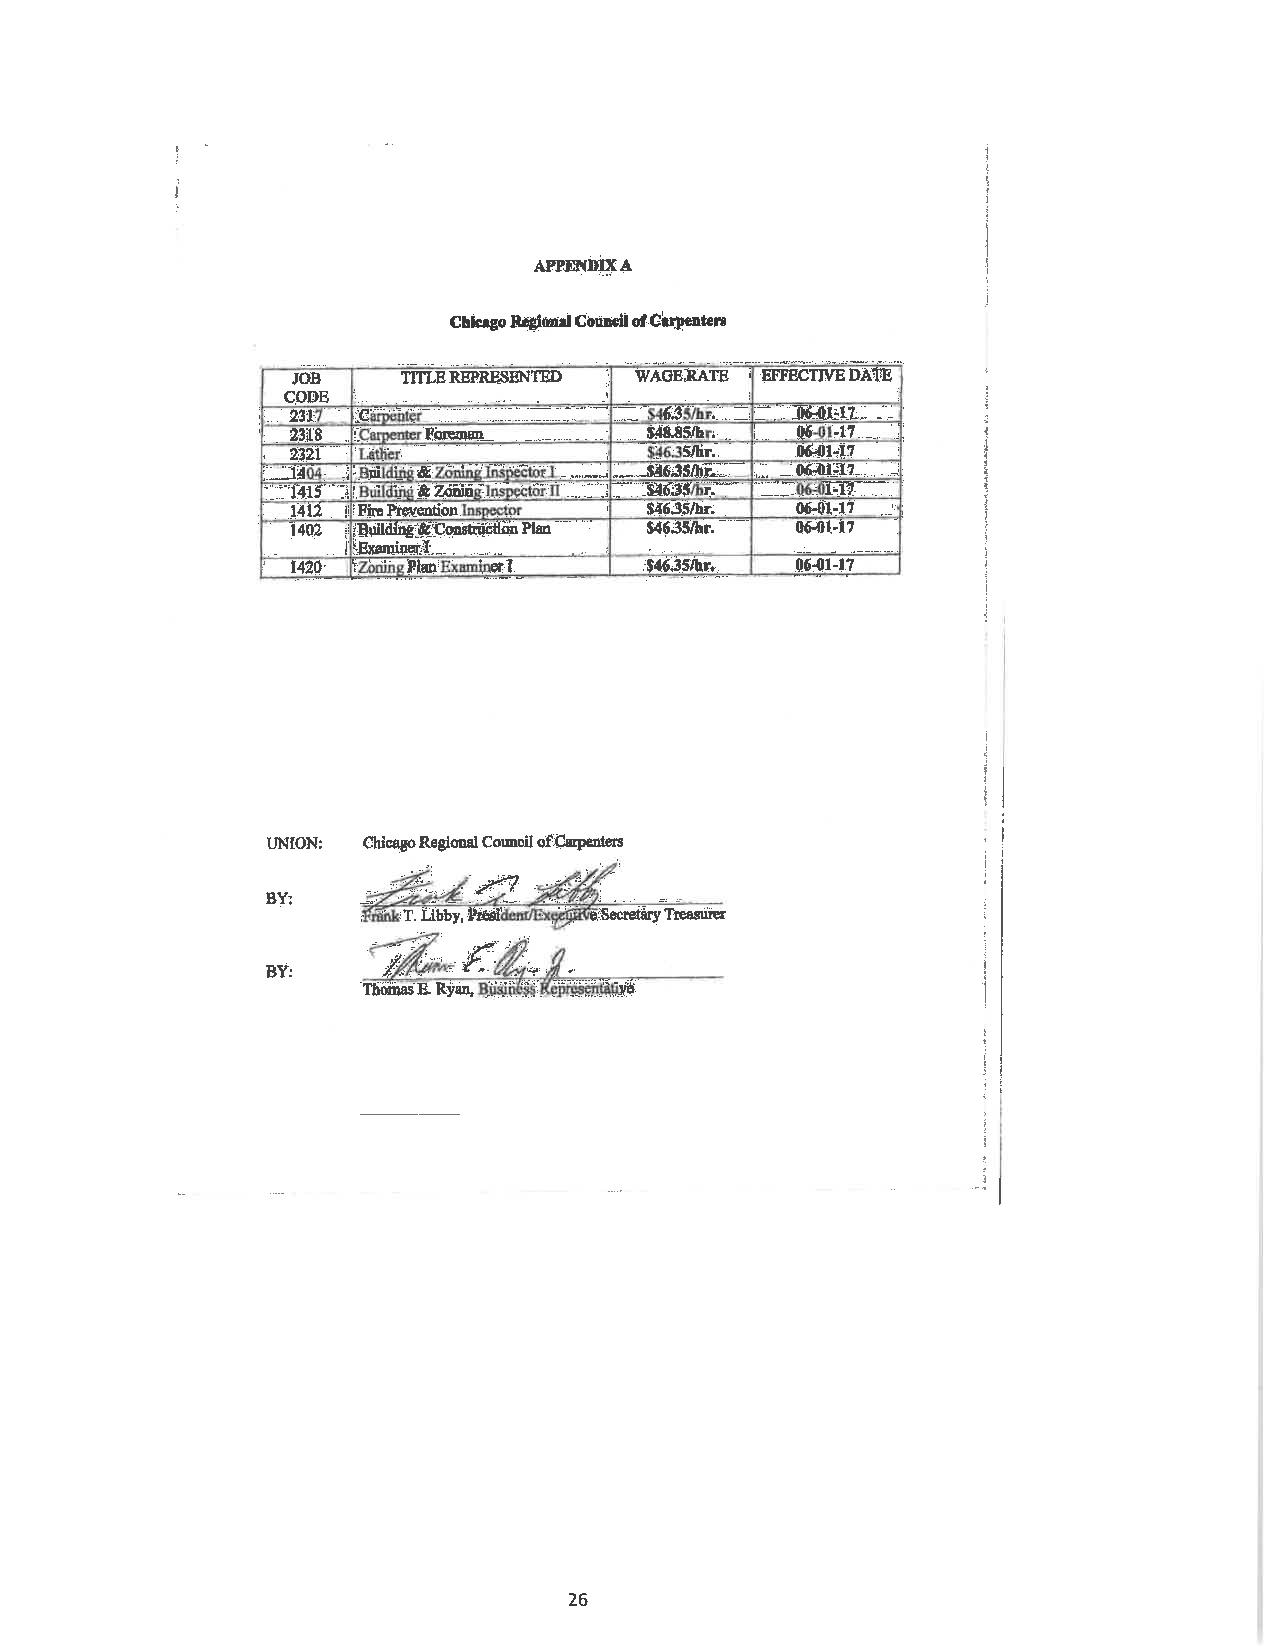 APPENDIX A
Chicago Regional Council of Carpenters
JOB CODE TITLE REPRESENTED WAGE RATE EFFECTIVE DATE
2317 Carpenter $46.35/hr. 06-01-17
2318 Carpenter Foreman $48.85/hr. 06-01-17
2321 Lather $46.35/hr. 06-01-17
1404 Building & Zoning Inspector I $46.35/hr. 06-01-17
1415 Building & Zoning Inspector II $46.35/hr. 06-01-17
1412 Fire Prevention Inspector $46.35/hr. 06-01-17
1402 Building & Construction Plan $46.35/hr. 06-01-17
Examiner I
1420 Zoning Plan Examiner I $46.35/hr. 06-01-17
UNION: Chicago Regional Council of Carpenters
BY: Frank T. Libby
Frank T. Libby, President/Executive Secretary Treasurer
BY: Thomas E. Ryan Jr.
Thomas E. Ryan, Business Representative
26